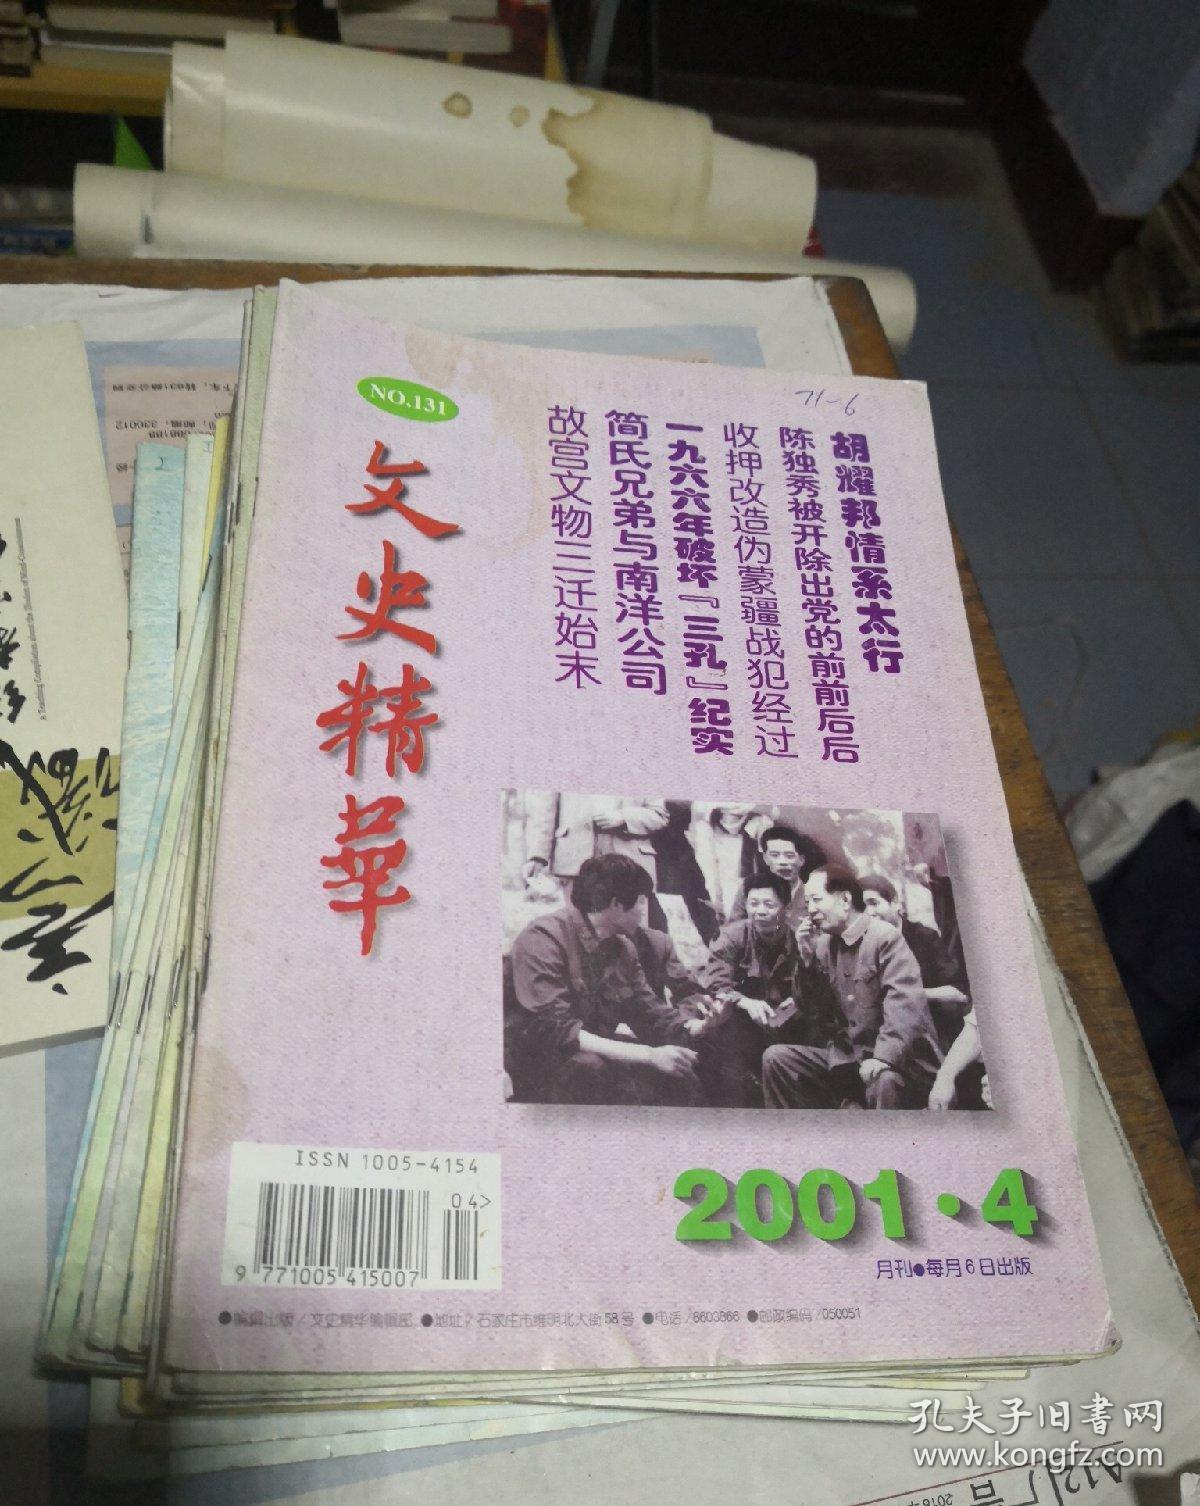 NO.131
文史精華
71-6
胡耀邦情系太行
陈独秀被开除出党的前前后后
收押改造伪蒙疆战犯经过
一九六六年破坏『三孔』纪实
简氏兄弟与南洋公司
故宫文物三迁始末
ISSN 1005-4154
04>
9 771005 415007
2001·4
月刊●每月6日出版
●编辑出版/文史精华编辑部 ●地址/石家庄市维明北大街58号 ●电话/8603866 ●邮政编码/050051
330012
孔夫子旧書网
www.kongfz.com
A12